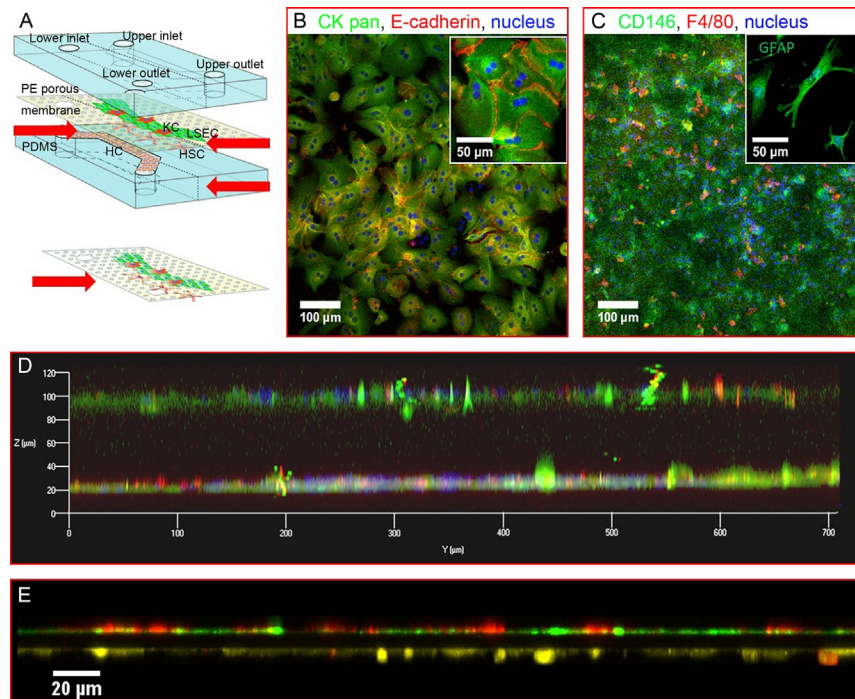 A
Lower inlet
Upper inlet
Lower outlet
Upper outlet
PE porous
membrane
KC
LSEC
PDMS
HC
HSC
B
CK pan, E-cadherin, nucleus
50 µm
100 µm
C
CD146, F4/80, nucleus
GFAP
50 µm
100 µm
D
120
100
80
60
40
20
0
Z (µm)
0
100
200
300
400
500
600
700
Y (µm)
E
20 µm